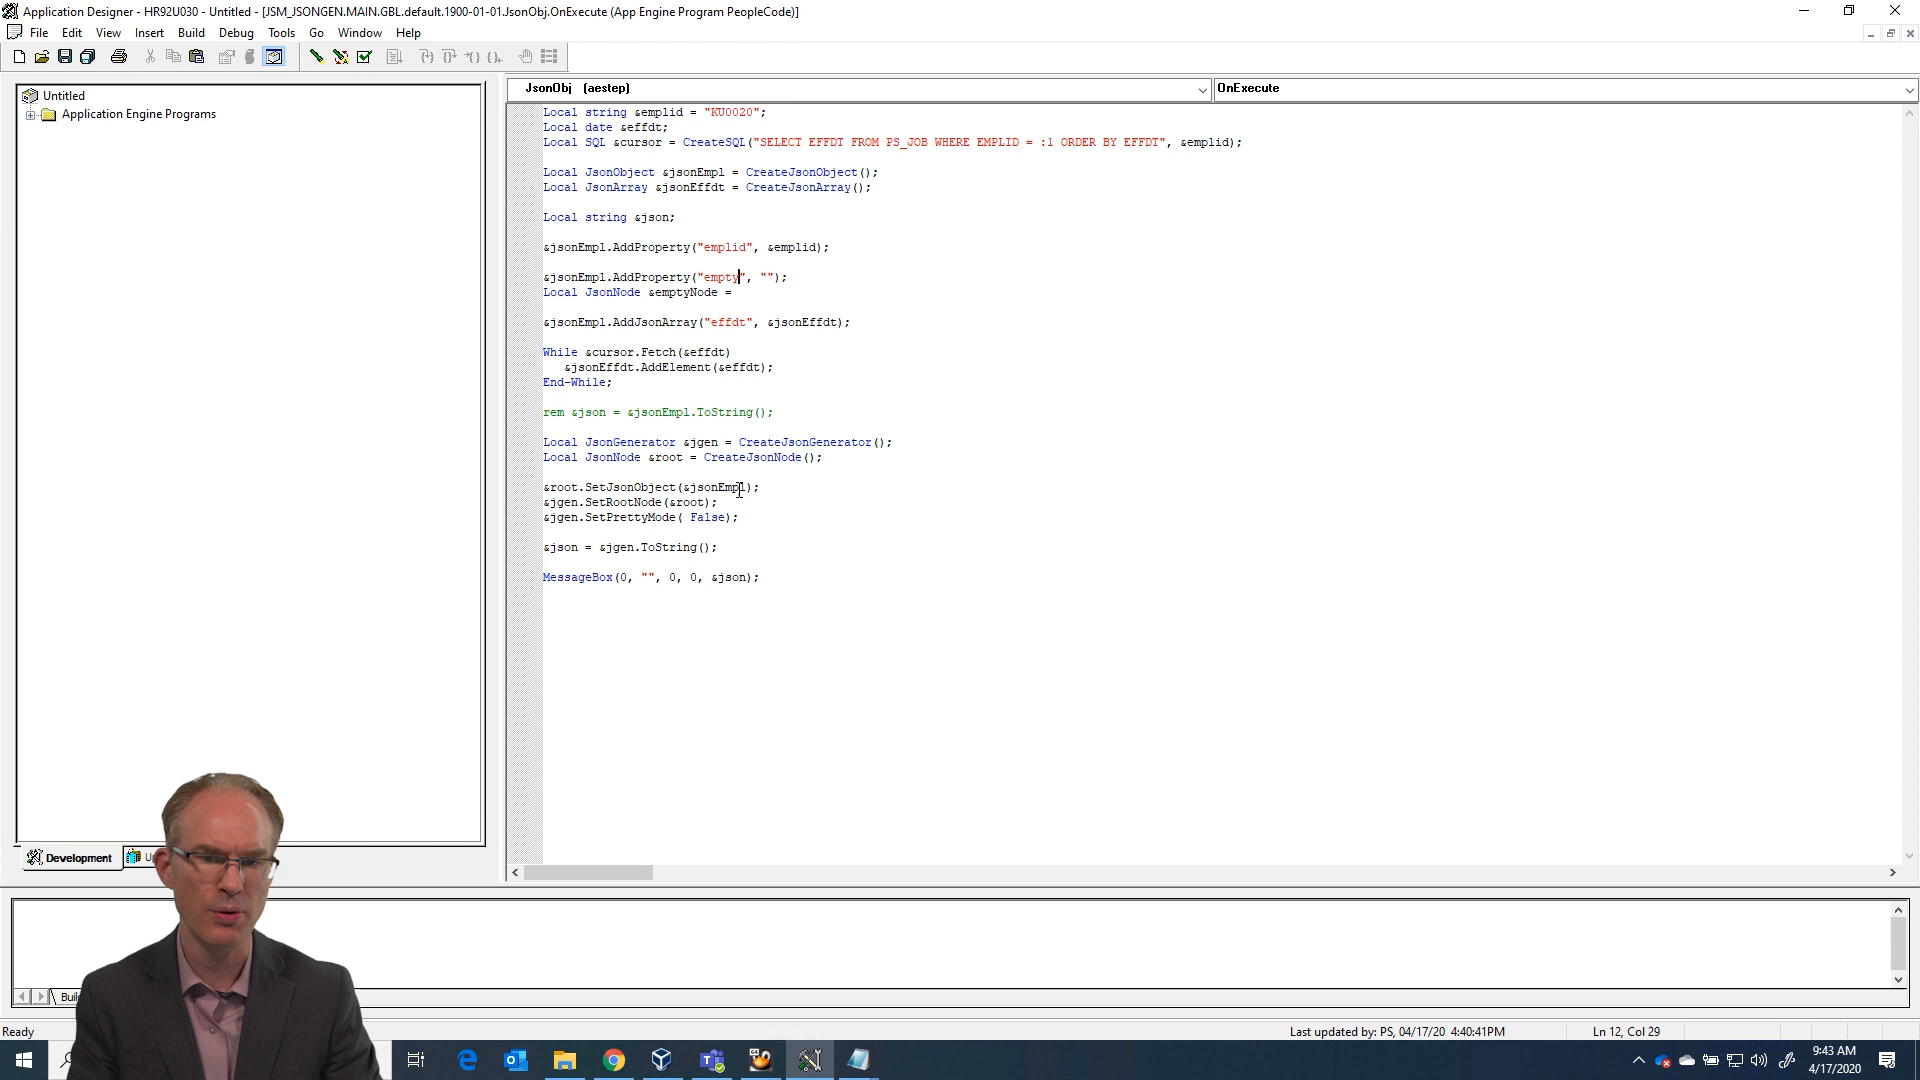 Application Designer - HR92U030 - Untitled - [JSM_JSONGEN.MAIN.GBL.default.1900-01-01.JsonObj.OnExecute (App Engine Program PeopleCode)]
File Edit View Insert Build Debug Tools Go Window Help
JsonObj (aestep) OnExecute
Untitled
Application Engine Programs
Local string &emplid = "KU0020";
Local date &effdt;
Local SQL &cursor = CreateSQL("SELECT EFFDT FROM PS_JOB WHERE EMPLID = :1 ORDER BY EFFDT", &emplid);
Local JsonObject &jsonEmpl = CreateJsonObject();
Local JsonArray &jsonEffdt = CreateJsonArray();
Local string &json;
&jsonEmpl.AddProperty("emplid", &emplid);
&jsonEmpl.AddProperty("empty", "");
Local JsonNode &emptyNode =
&jsonEmpl.AddJsonArray("effdt", &jsonEffdt);
While &cursor.Fetch(&effdt)
&jsonEffdt.AddElement(&effdt);
End-While;
rem &json = &jsonEmpl.ToString();
Local JsonGenerator &jgen = CreateJsonGenerator();
Local JsonNode &root = CreateJsonNode();
&root.SetJsonObject(&jsonEmpl);
&jgen.SetRootNode(&root);
&jgen.SetPrettyMode( False);
&json = &jgen.ToString();
MessageBox(0, "", 0, 0, &json);
Development
Ready
Last updated by: PS, 04/17/20 4:40:41PM
Ln 12, Col 29
9:43 AM
4/17/2020